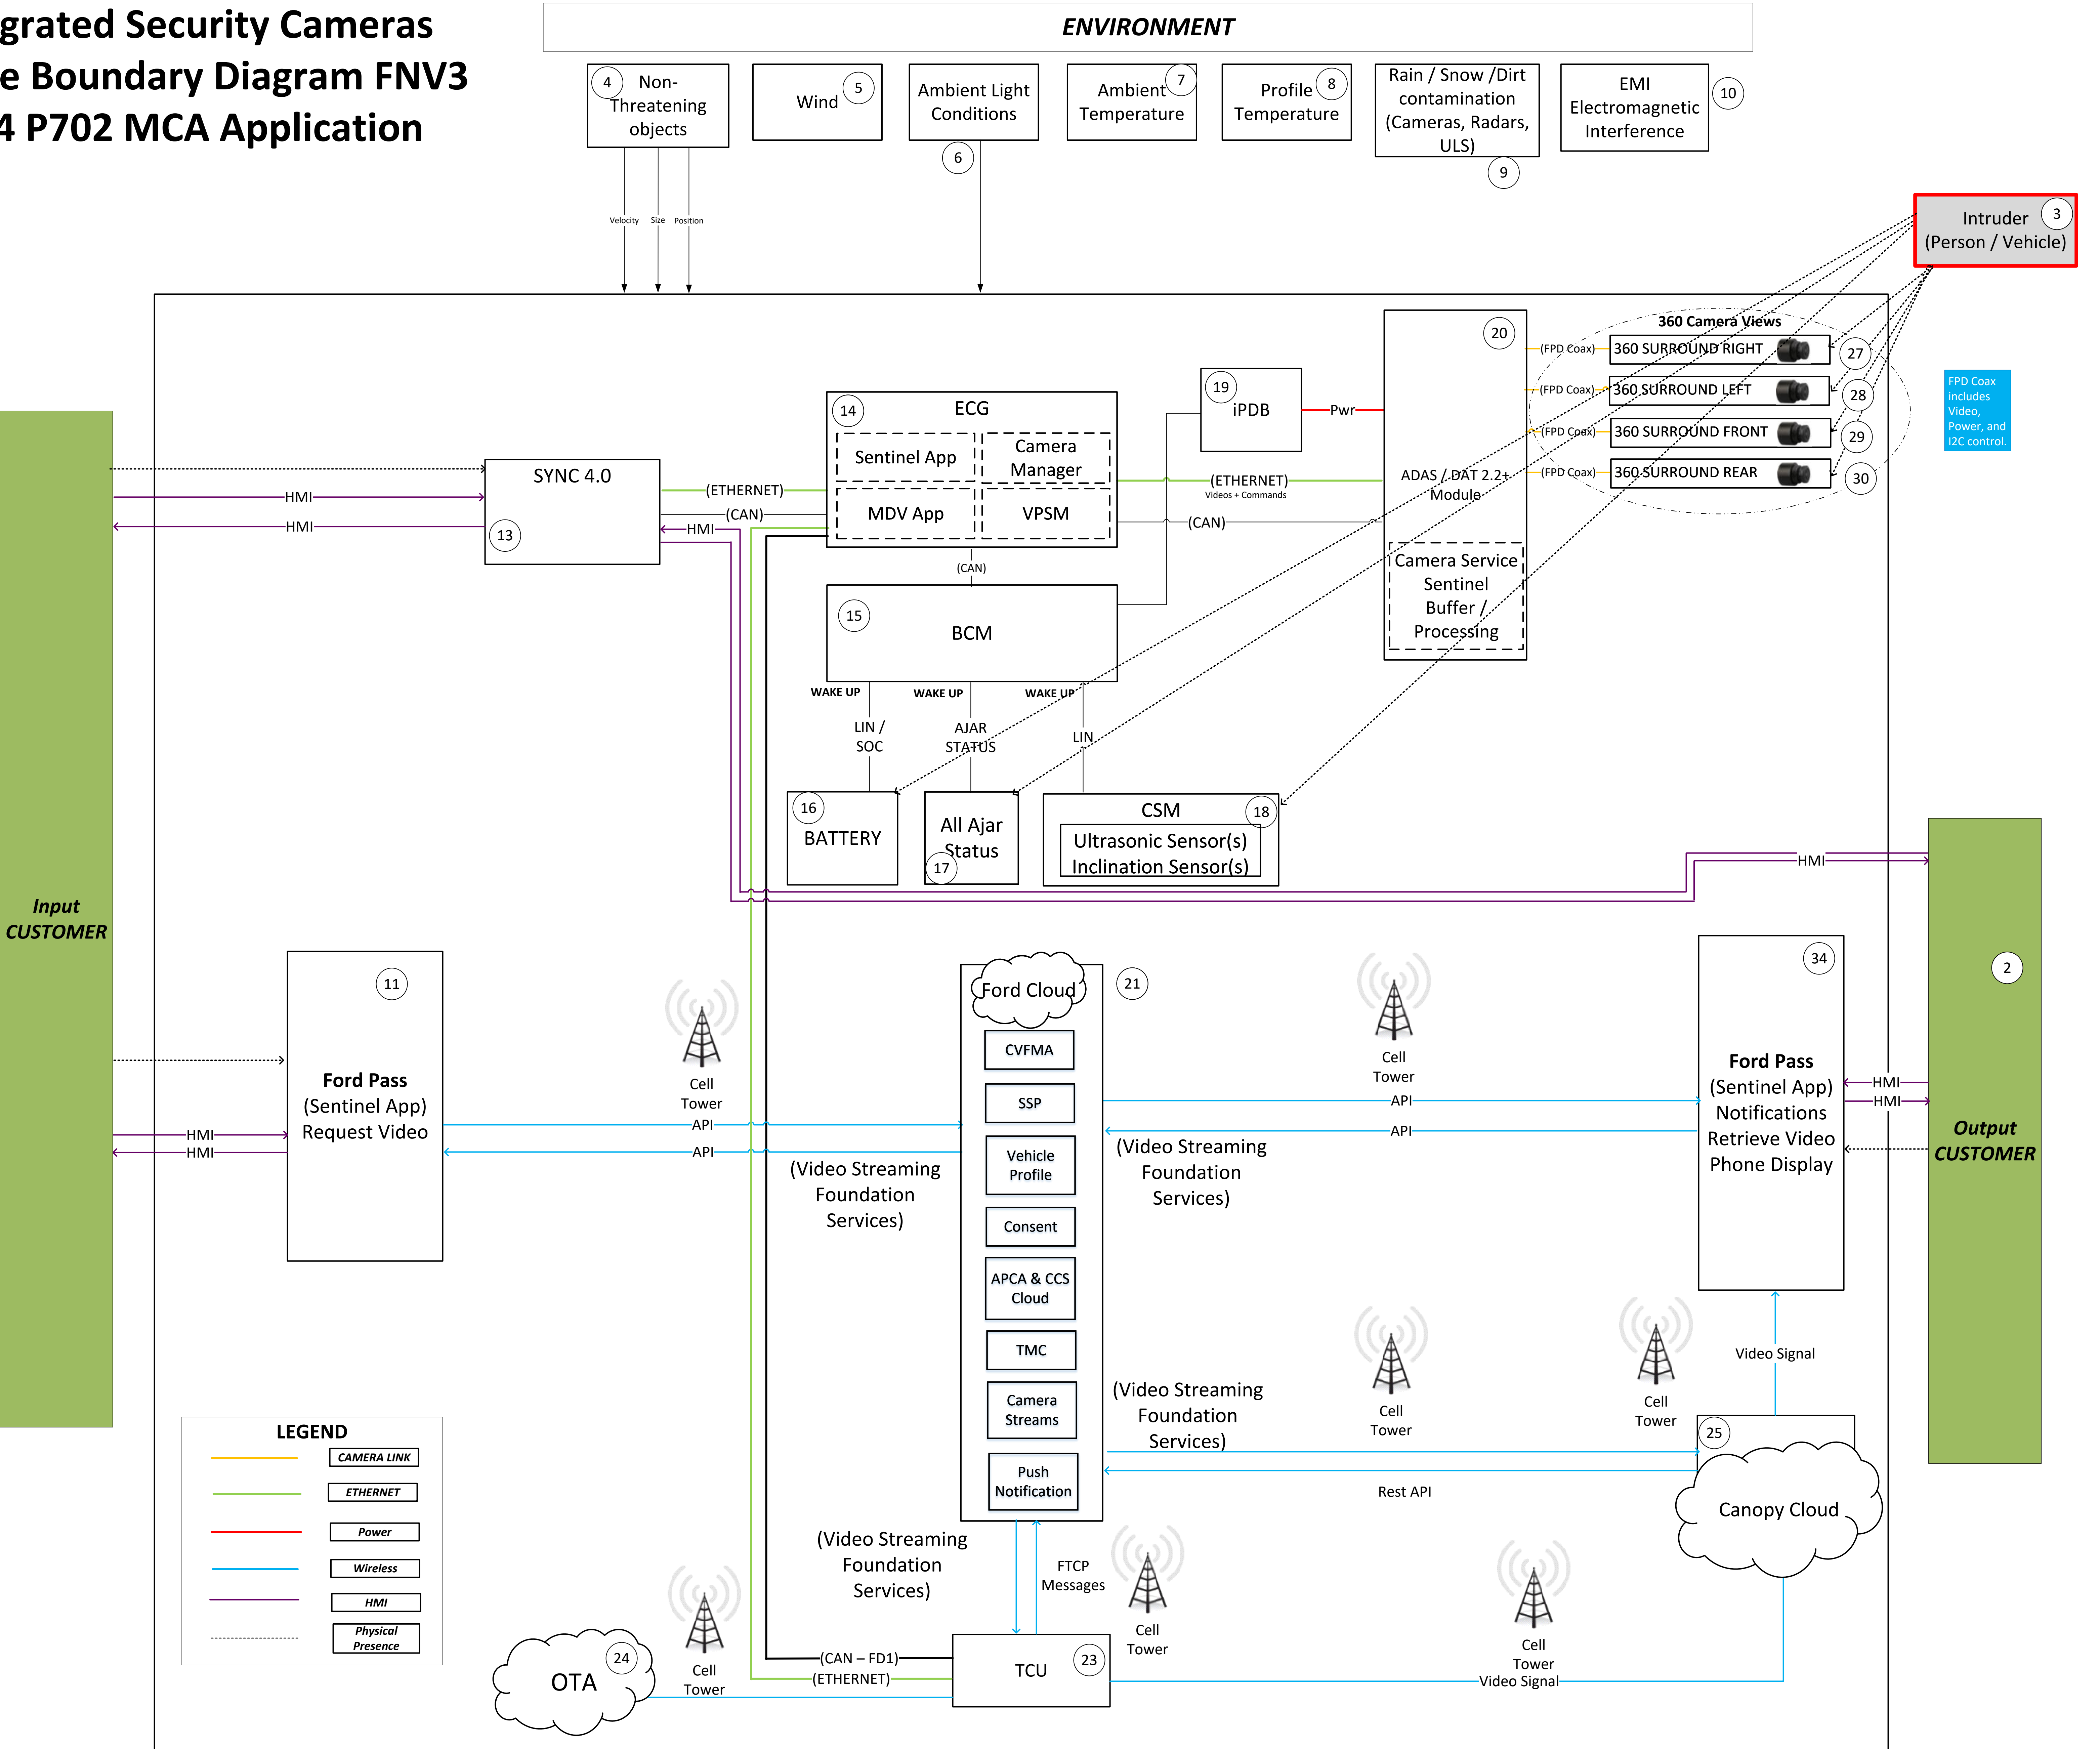 grated Security Cameras
e Boundary Diagram FNV3
4 P702 MCA Application
ENVIRONMENT
4
Non-
Threatening
objects
Wind
5
Ambient Light
Conditions
6
Ambient
Temperature
7
Profile
Temperature
8
Rain / Snow /Dirt
contamination
(Cameras, Radars,
ULS)
9
EMI
Electromagnetic
Interference
10
Velocity
Size
Position
Intruder
(Person / Vehicle)
3
360 Camera Views
360 SURROUND RIGHT
27
360 SURROUND LEFT
28
360 SURROUND FRONT
29
360 SURROUND REAR
30
(FPD Coax)
(FPD Coax)
(FPD Coax)
(FPD Coax)
FPD Coax
includes
Video,
Power, and
I2C control.
20
ADAS / DAT 2.2+
Module
Camera Service
Sentinel
Buffer /
Processing
19
iPDB
Pwr
14
ECG
Sentinel App
Camera
Manager
MDV App
VPSM
(ETHERNET)
Videos + Commands
(CAN)
SYNC 4.0
13
(ETHERNET)
(CAN)
HMI
HMI
HMI
(CAN)
15
BCM
WAKE UP
WAKE UP
WAKE UP
LIN /
SOC
AJAR
STATUS
LIN
16
BATTERY
All Ajar
Status
17
CSM
18
Ultrasonic Sensor(s)
Inclination Sensor(s)
HMI
Input
CUSTOMER
11
Ford Pass
(Sentinel App)
Request Video
HMI
HMI
Cell
Tower
API
API
(Video Streaming
Foundation
Services)
Ford Cloud
21
CVFMA
SSP
Vehicle
Profile
Consent
APCA & CCS
Cloud
TMC
Camera
Streams
Push
Notification
Cell
Tower
API
API
(Video Streaming
Foundation
Services)
34
Ford Pass
(Sentinel App)
Notifications
Retrieve Video
Phone Display
HMI
HMI
2
Output
CUSTOMER
Video Signal
Cell
Tower
Cell
Tower
(Video Streaming
Foundation
Services)
Rest API
25
Canopy Cloud
(Video Streaming
Foundation
Services)
FTCP
Messages
Cell
Tower
Cell
Tower
Video Signal
TCU
23
(CAN – FD1)
(ETHERNET)
Cell
Tower
OTA
24
LEGEND
CAMERA LINK
ETHERNET
Power
Wireless
HMI
Physical
Presence